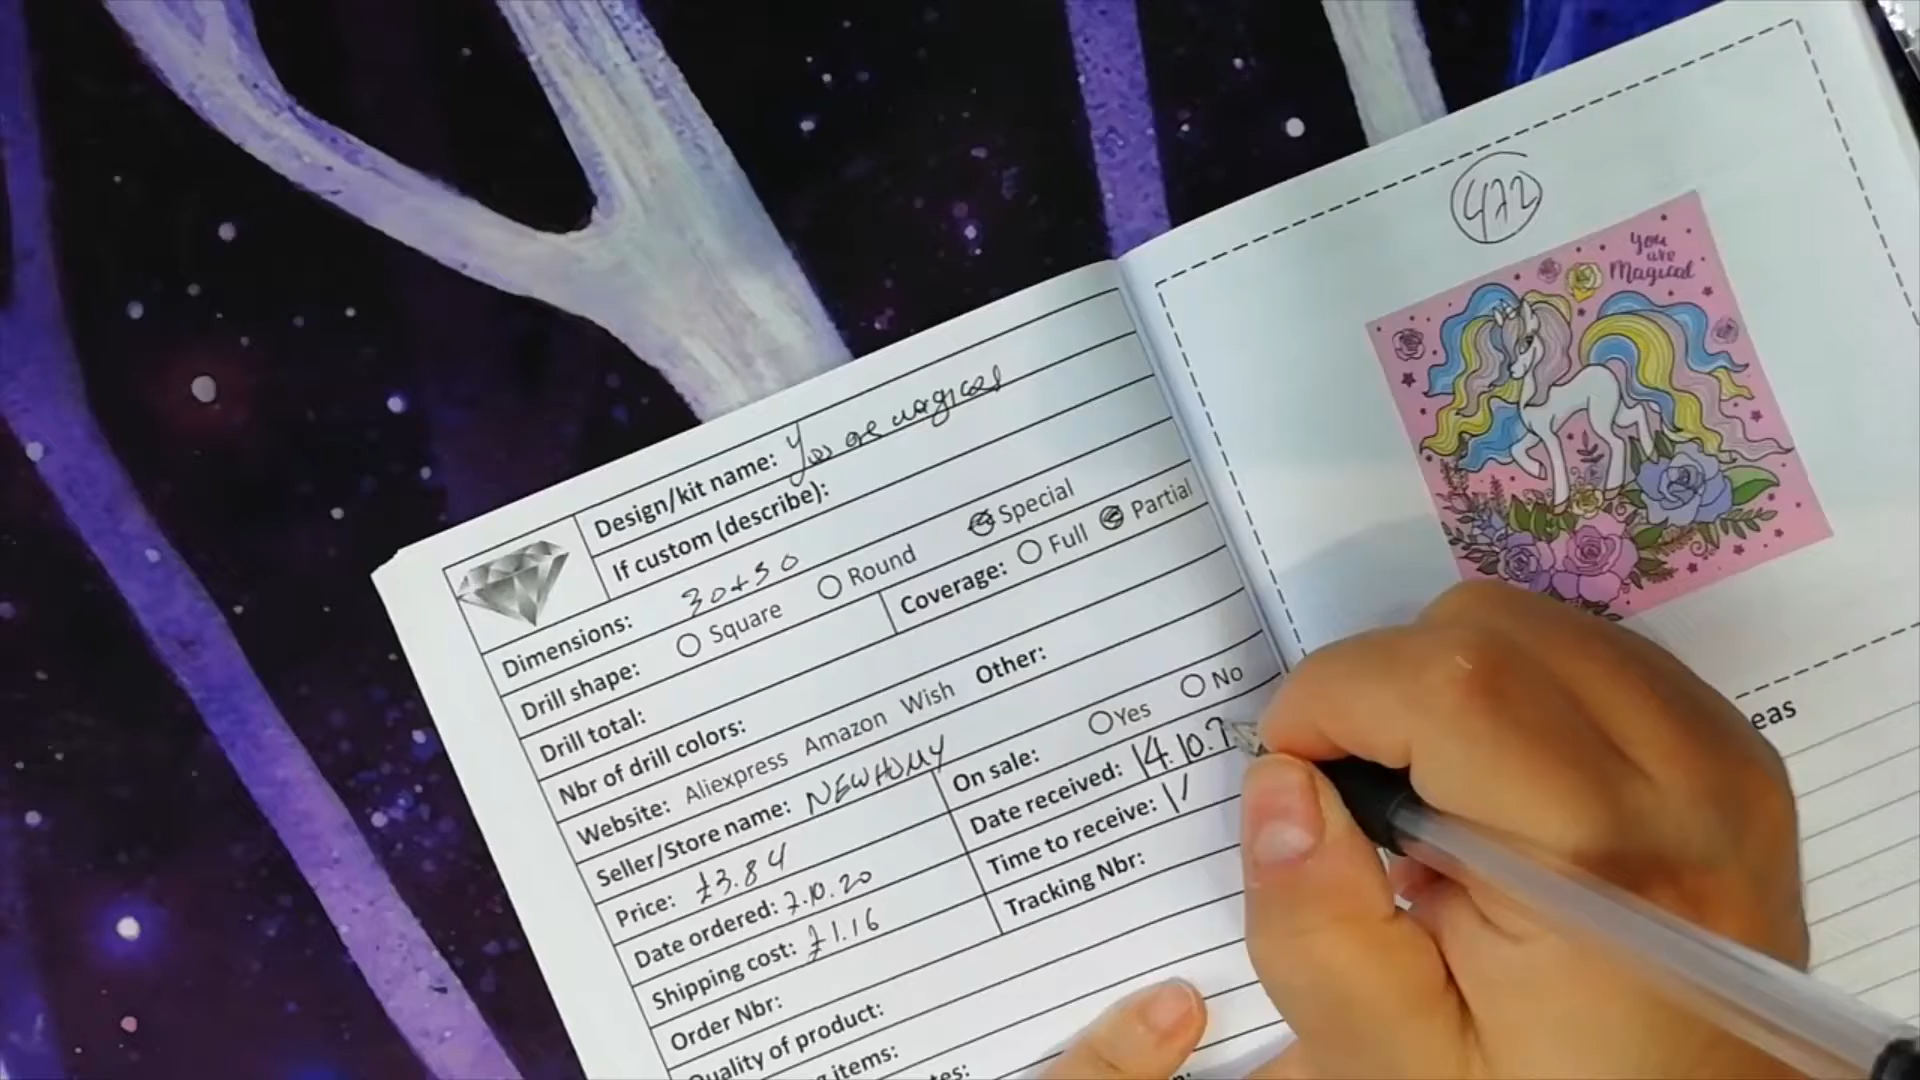 Design/kit name: You are magical
If custom (describe):
Dimensions: 30+30
Drill shape: Square Round Special
Drill total: Coverage: Full Partial
Nbr of drill colors:
Website: Aliexpress Amazon Wish Other:
Seller/Store name: NEWHOMY
Price: £3.84 On sale: Yes No
Date ordered: 7.10.20 Date received: 14.10.2
Shipping cost: £1.16 Time to receive:
Order Nbr: Tracking Nbr:
Quality of product:
items:
472
You
are
Magical
eas